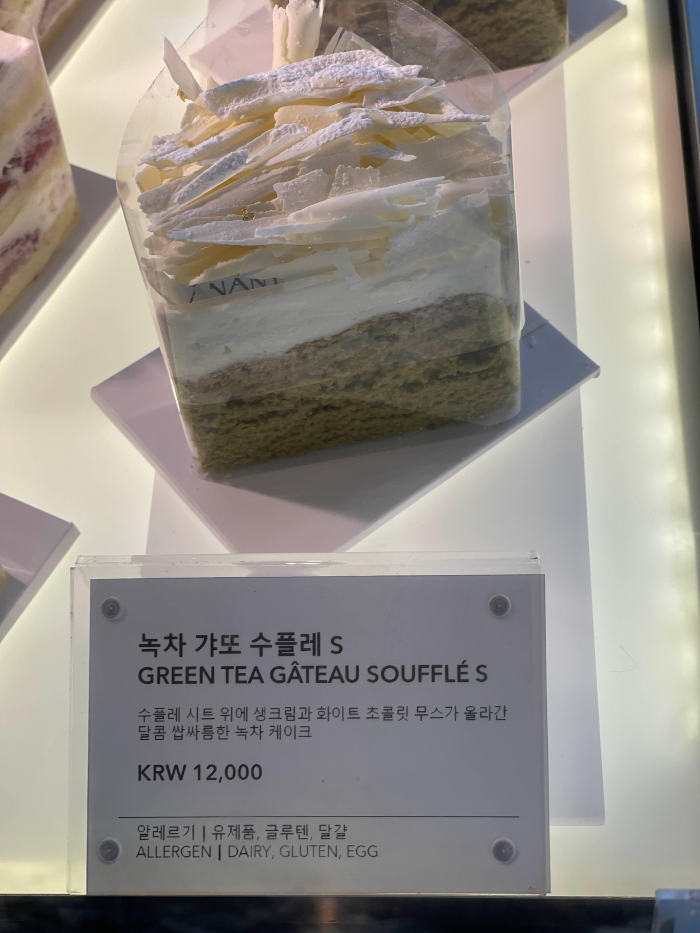 녹차 갸또 수플레 S
GREEN TEA GÂTEAU SOUFFLÉ S
수플레 시트 위에 생크림과 화이트 초콜릿 무스가 올라간
달콤 쌉싸름한 녹차 케이크
KRW 12,000
알레르기 | 유제품, 글루텐, 달걀
ALLERGEN | DAIRY, GLUTEN, EGG